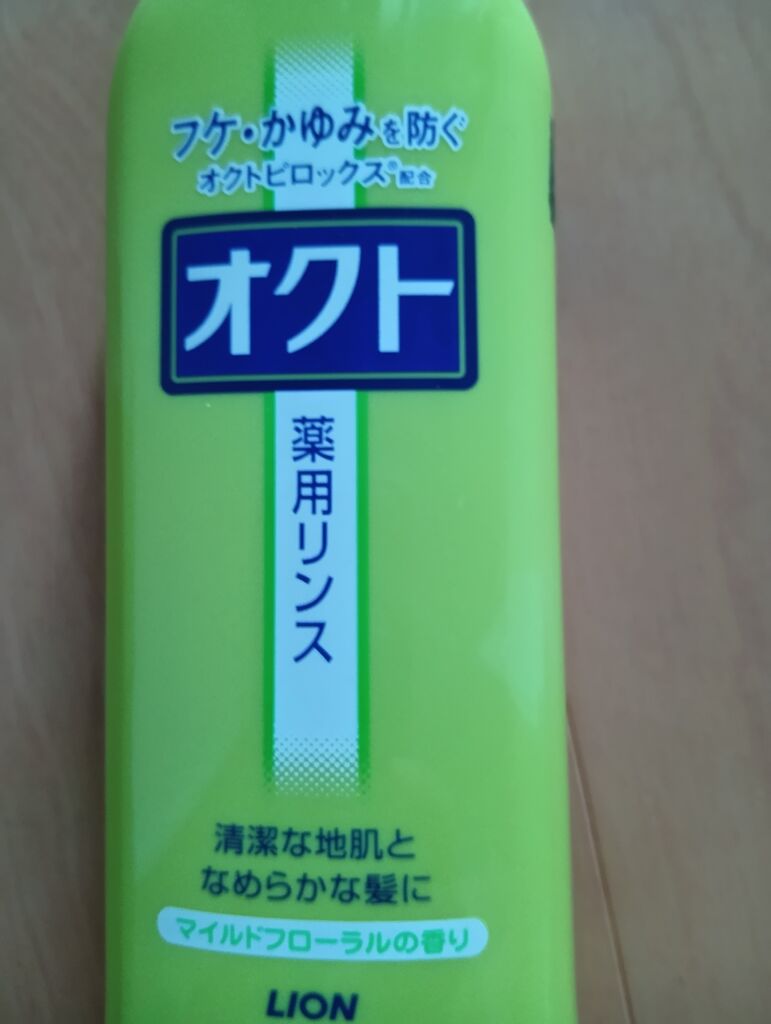 フケ・かゆみを防ぐ
オクトピロックス®配合
オクト
薬用リンス
清潔な地肌と
なめらかな髪に
マイルドフローラルの香り
LION